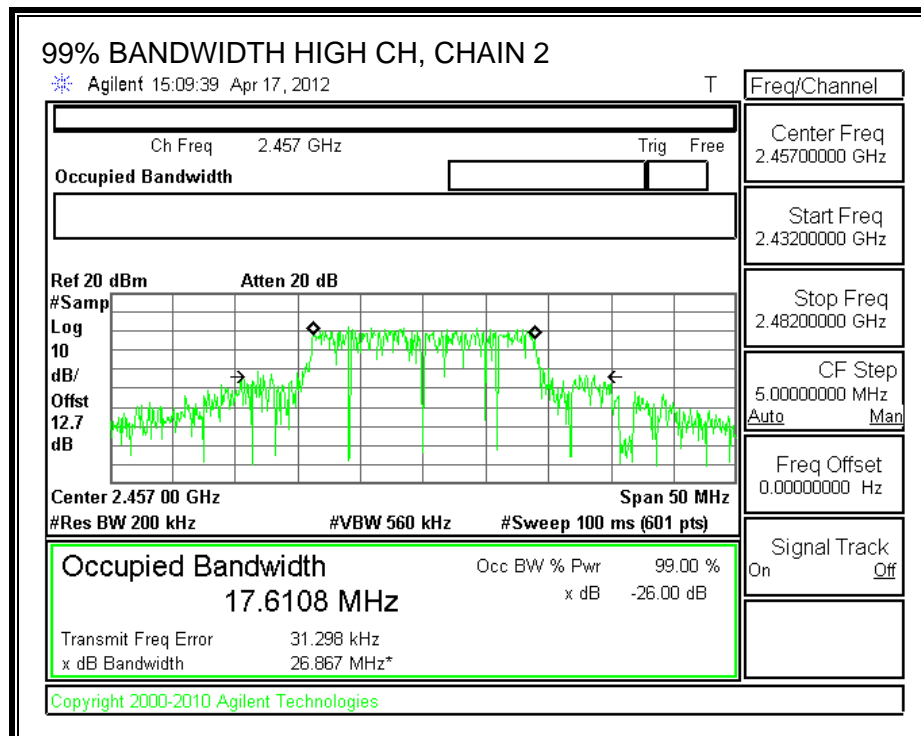 99% BANDWIDTH HIGH CH, CHAIN 2
Agilent 15:09:39 Apr 17, 2012 T
Freq/Channel
Ch Freq 2.457 GHz Trig Free
Occupied Bandwidth
Center Freq
2.45700000 GHz
Start Freq
2.43200000 GHz
Stop Freq
2.48200000 GHz
CF Step
5.00000000 MHz
Auto Man
Freq Offset
0.00000000 Hz
Signal Track
On Off
Ref 20 dBm Atten 20 dB
#Samp
Log
10
dB/
Offst
12.7
dB
Center 2.457 00 GHz Span 50 MHz
#Res BW 200 kHz #VBW 560 kHz #Sweep 100 ms (601 pts)
Occupied Bandwidth Occ BW % Pwr 99.00 %
17.6108 MHz x dB -26.00 dB
Transmit Freq Error 31.298 kHz
x dB Bandwidth 26.867 MHz*
Copyright 2000-2010 Agilent Technologies